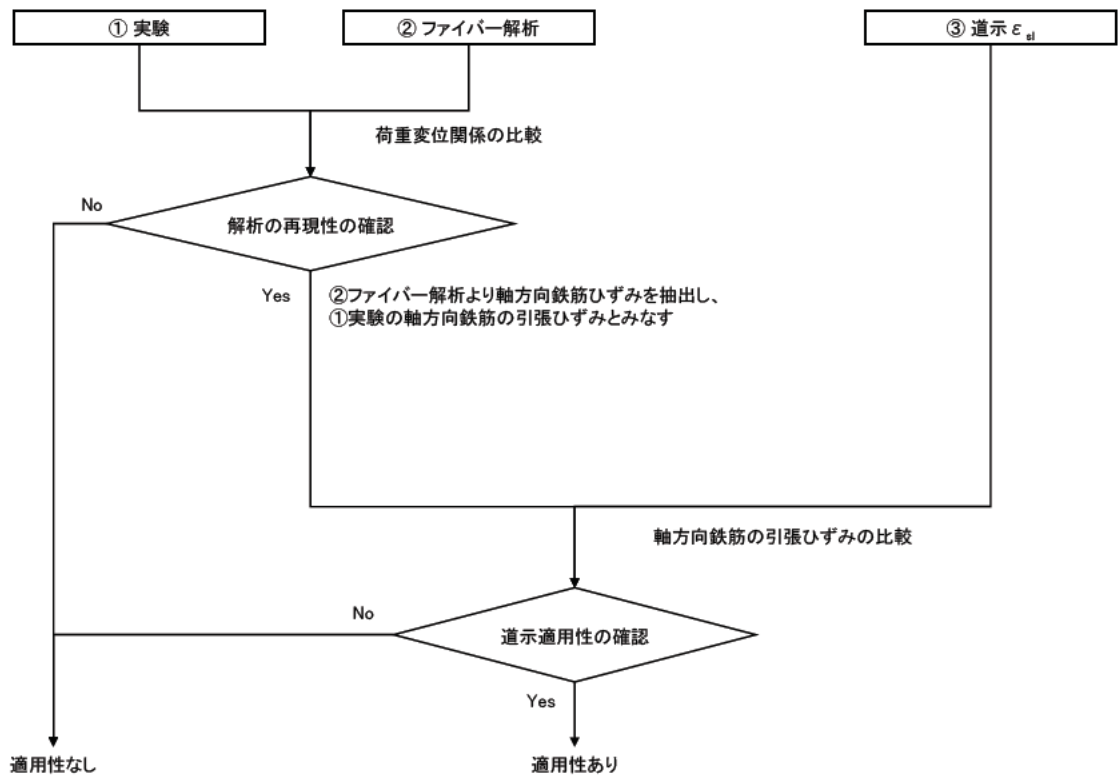 ① 実験
② ファイバー解析
③ 道示 ε sl
荷重変位関係の比較
No
解析の再現性の確認
Yes
②ファイバー解析より軸方向鉄筋ひずみを抽出し、
①実験の軸方向鉄筋の引張ひずみとみなす
軸方向鉄筋の引張ひずみの比較
No
道示適用性の確認
Yes
適用性なし
適用性あり